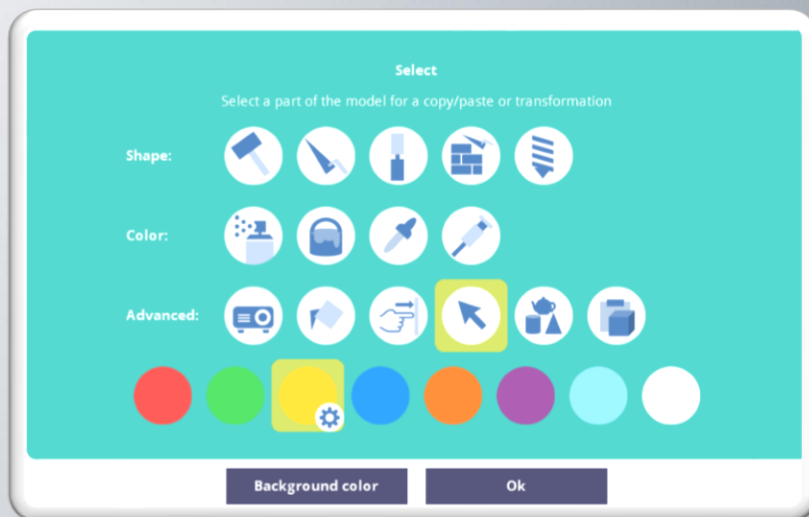 Select
Select a part of the model for a copy/paste or transformation
Shape:
Color:
Advanced:
Background color
Ok